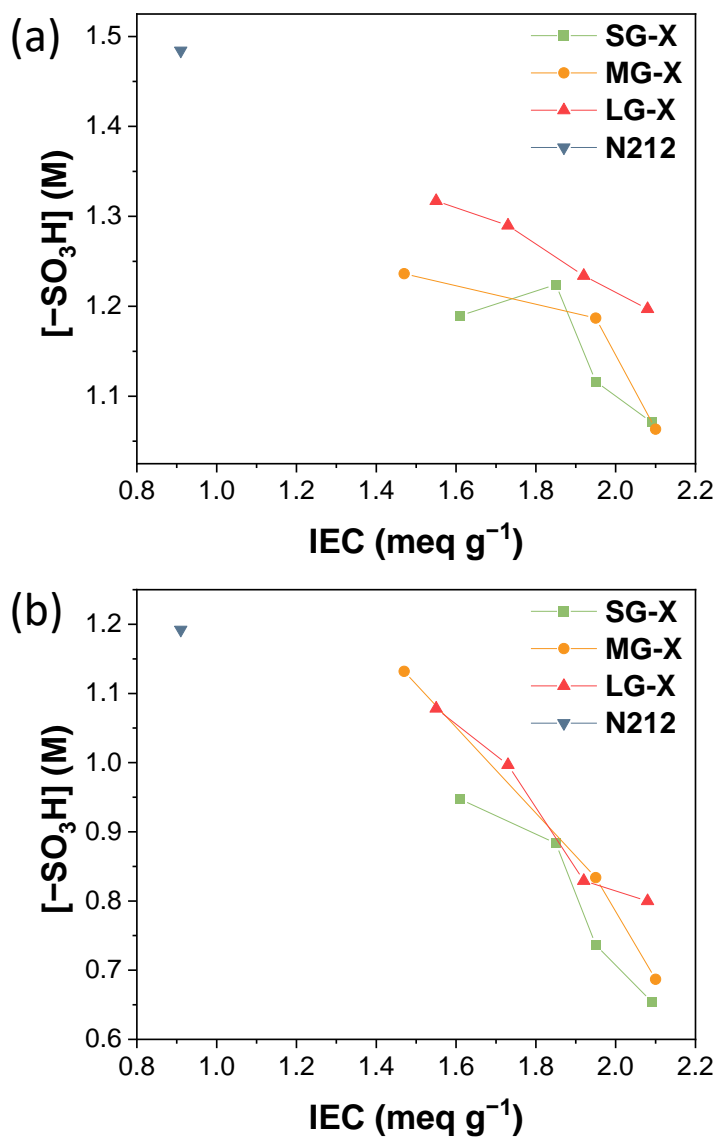 (a)
SG-X
MG-X
LG-X
N212
1.5
1.4
1.3
1.2
1.1
[−SO₃H] (M)
0.8 1.0 1.2 1.4 1.6 1.8 2.0 2.2
IEC (meq g⁻¹)
(b)
SG-X
MG-X
LG-X
N212
1.2
1.1
1.0
0.9
0.8
0.7
0.6
[−SO₃H] (M)
0.8 1.0 1.2 1.4 1.6 1.8 2.0 2.2
IEC (meq g⁻¹)